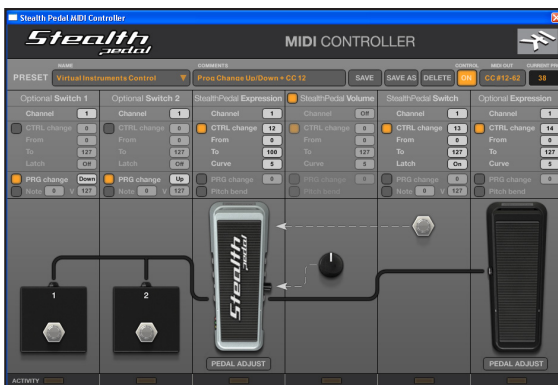 Stealth Pedal MIDI Controller
Stealth pedal
MIDI CONTROLLER
NAME COMMENTS CONTROL MIDI OUT CURRENT PR
PRESET Virtual Instruments Control Prog Change Up/Down + CC 12 SAVE SAVE AS DELETE ON CC #12-62 38
Optional Switch 1 Optional Switch 2 StealthPedal Expression StealthPedal Volume StealthPedal Switch Optional Expression
Channel 1 Channel 1 Channel 1 Channel Off Channel 1 Channel 1
CTRL change 0 CTRL change 0 CTRL change 12 CTRL change 0 CTRL change 13 CTRL change 14
From 0 From 0 From 0 From 0 From 0 From 0
To 127 To 127 To 100 To 127 To 127 To 127
Latch Off Latch Off Curve 5 Curve 5 Latch On Curve 5
PRG change Down PRG change Up PRG change 0 PRG change 0 PRG change 0 PRG change 0
Note 0 V 127 Note 0 V 127 Pitch bend Pitch bend Note 0 V 127 Pitch bend
1 2
Stealth pedal
PEDAL ADJUST PEDAL ADJUST
ACTIVITY